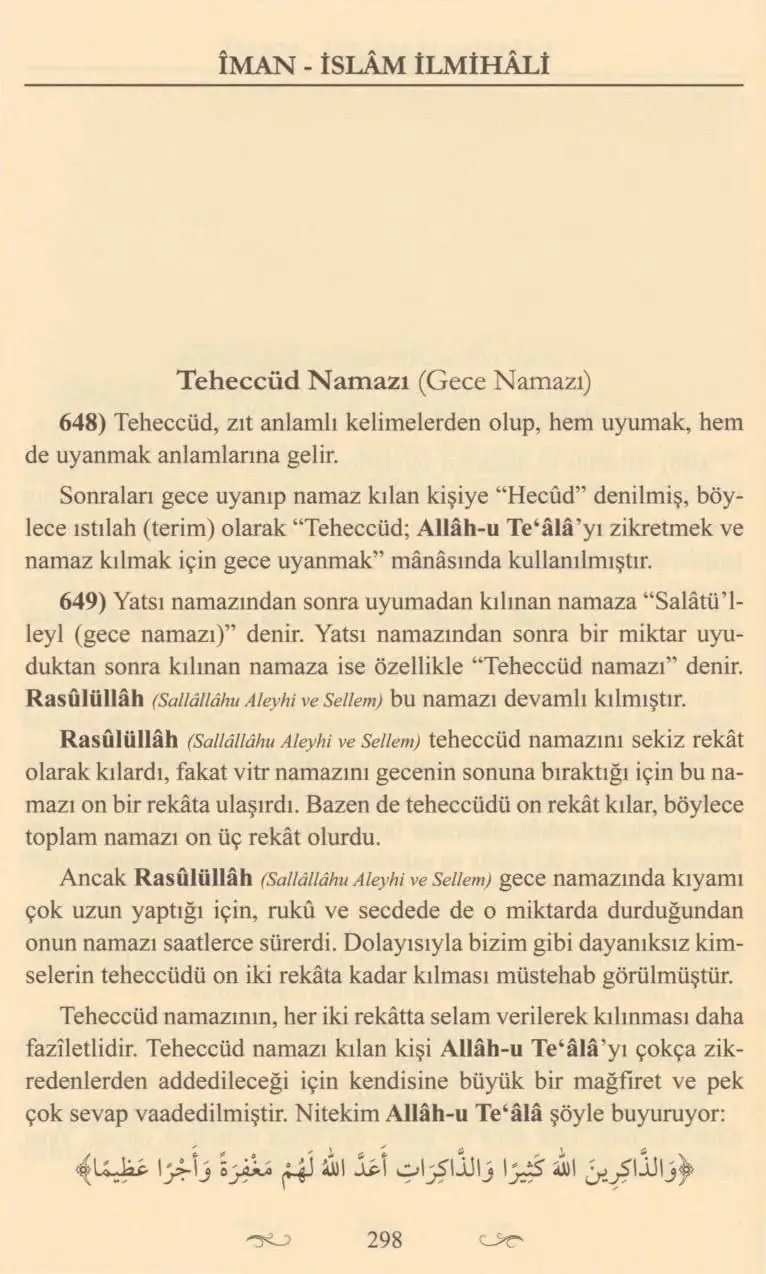 ÎMAN - İSLÂM İLMİHÂLİ
Teheccüd Namazı (Gece Namazı)
648) Teheccüd, zıt anlamlı kelimelerden olup, hem uyumak, hem
de uyanmak anlamlarına gelir.
Sonraları gece uyanıp namaz kılan kişiye “Hecûd” denilmiş, böy-
lece ıstılah (terim) olarak “Teheccüd; Allâh-u Te‘âlâ’yı zikretmek ve
namaz kılmak için gece uyanmak” mânâsında kullanılmıştır.
649) Yatsı namazından sonra uyumadan kılınan namaza “Salâtü’l-
leyl (gece namazı)” denir. Yatsı namazından sonra bir miktar uyu-
duktan sonra kılınan namaza ise özellikle “Teheccüd namazı” denir.
Rasûlüllâh (Sallâllâhu Aleyhi ve Sellem) bu namazı devamlı kılmıştır.
Rasûlüllâh (Sallâllâhu Aleyhi ve Sellem) teheccüd namazını sekiz rekât
olarak kılardı, fakat vitr namazını gecenin sonuna bıraktığı için bu na-
mazı on bir rekâta ulaşırdı. Bazen de teheccüdü on rekât kılar, böylece
toplam namazı on üç rekât olurdu.
Ancak Rasûlüllâh (Sallâllâhu Aleyhi ve Sellem) gece namazında kıyamı
çok uzun yaptığı için, rukû ve secdede de o miktarda durduğundan
onun namazı saatlerce sürerdi. Dolayısıyla bizim gibi dayanıksız kim-
selerin teheccüdü on iki rekâta kadar kılması müstehab görülmüştür.
Teheccüd namazının, her iki rekâtta selam verilerek kılınması daha
fazîletlidir. Teheccüd namazı kılan kişi Allâh-u Te‘âlâ’yı çokça zik-
redenlerden addedileceği için kendisine büyük bir mağfiret ve pek
çok sevap vaadedilmiştir. Nitekim Allâh-u Te‘âlâ şöyle buyuruyor:
﴿وَالذَّاكِرِينَ اللهَ كَثِيرًا وَالذَّاكِرَاتِ أَعَدَّ اللهُ لَهُمْ مَغْفِرَةً وَأَجْرًا عَظِيمًا﴾
298